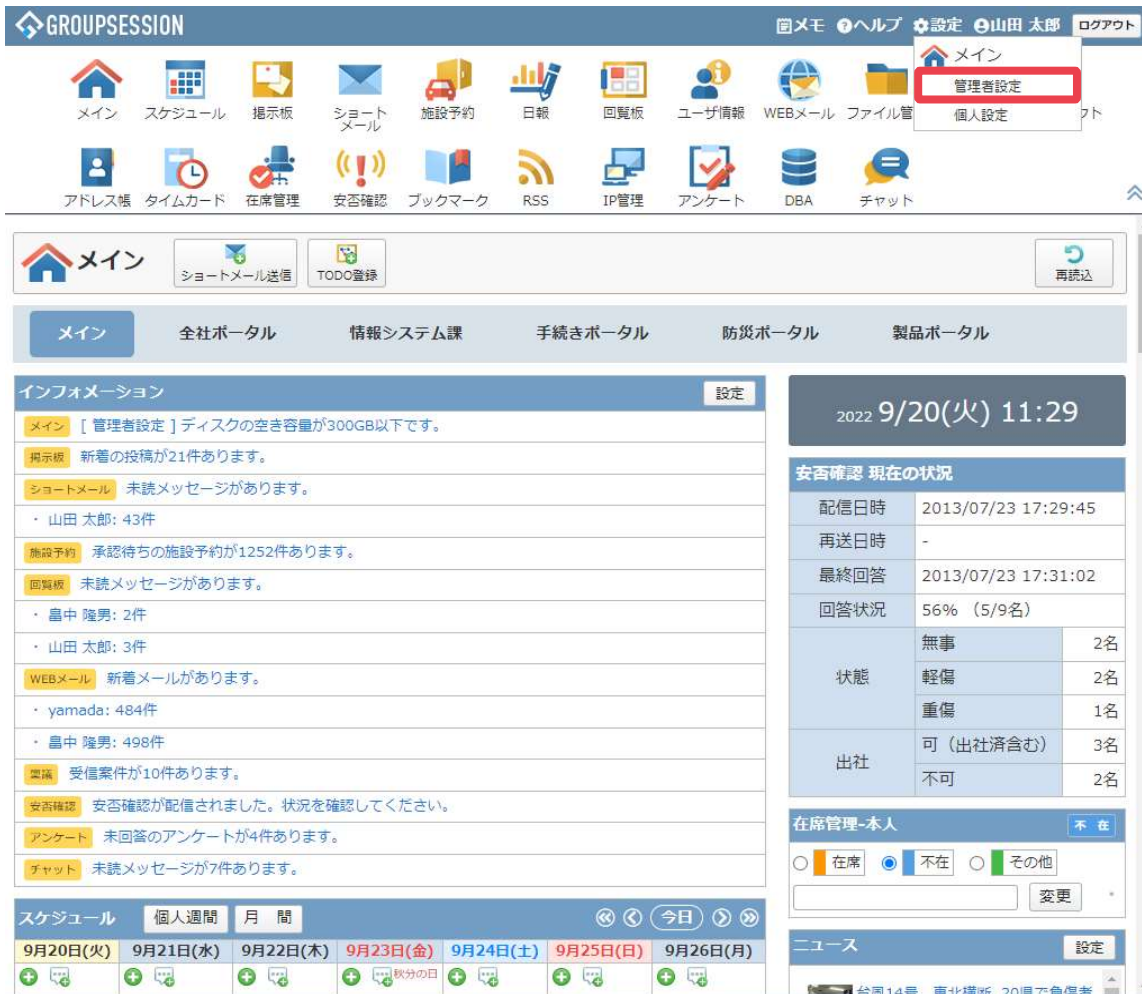 GROUPSESSION
メモ ヘルプ 設定 山田 太郎 ログアウト
メイン
管理者設定
個人設定
メイン スケジュール 掲示板 ショートメール 施設予約 日報 回覧板 ユーザ情報 WEBメール ファイル管
アドレス帳 タイムカード 在席管理 安否確認 ブックマーク RSS IP管理 アンケート DBA チャット
メイン
ショートメール送信
TODO登録
再読込
メイン 全社ポータル 情報システム課 手続きポータル 防災ポータル 製品ポータル
インフォメーション 設定
メイン [ 管理者設定 ] ディスクの空き容量が300GB以下です。
掲示板 新着の投稿が21件あります。
ショートメール 未読メッセージがあります。
・ 山田 太郎: 43件
施設予約 承認待ちの施設予約が1252件あります。
回覧板 未読メッセージがあります。
・ 畠中 隆男: 2件
・ 山田 太郎: 3件
WEBメール 新着メールがあります。
・ yamada: 484件
・ 畠中 隆男: 498件
稟議 受信案件が10件あります。
安否確認 安否確認が配信されました。状況を確認してください。
アンケート 未回答のアンケートが4件あります。
チャット 未読メッセージが7件あります。
スケジュール 個人週間 月 間 今日
9月20日(火) 9月21日(水) 9月22日(木) 9月23日(金) 9月24日(土) 9月25日(日) 9月26日(月)
秋分の日
2022 9/20(火) 11:29
安否確認 現在の状況
配信日時 2013/07/23 17:29:45
再送日時 -
最終回答 2013/07/23 17:31:02
回答状況 56% (5/9名)
状態 無事 2名
軽傷 2名
重傷 1名
出社 可（出社済含む） 3名
不可 2名
在席管理-本人 不 在
在席 不在 その他
変更
ニュース 設定
台風14号 東北横断 20県で負傷者